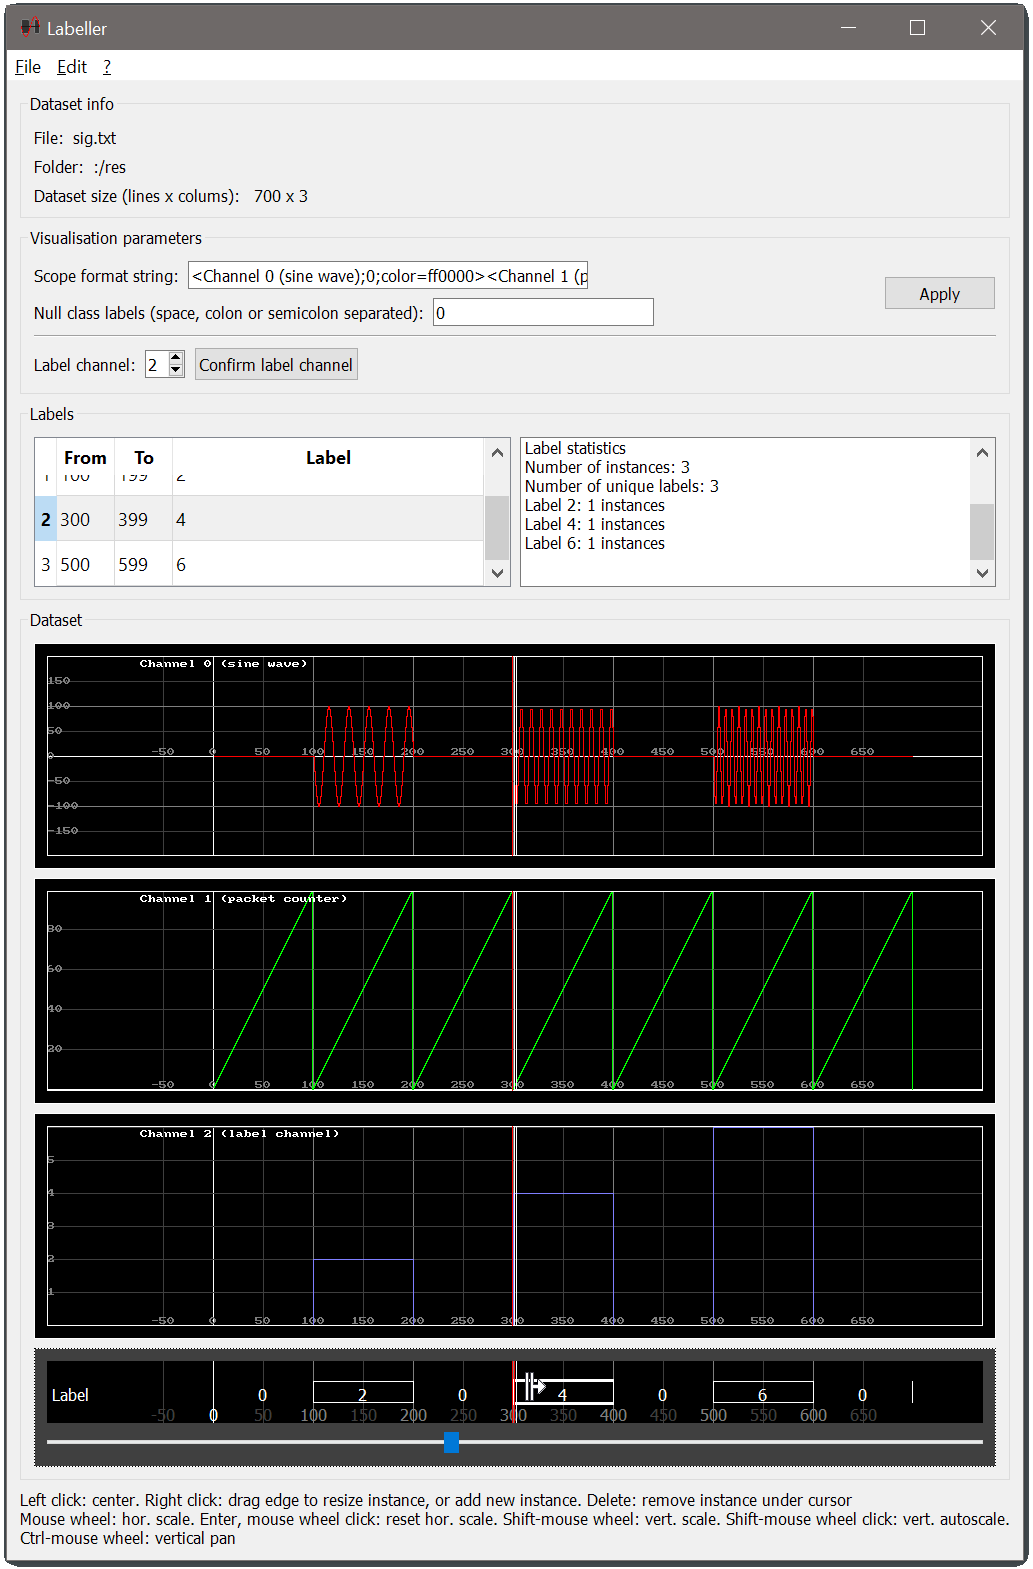 Labeller
File Edit ?
Dataset info
File: sig.txt
Folder: :/res
Dataset size (lines x colums): 700 x 3
Visualisation parameters
Scope format string: <Channel 0 (sine wave);0;color=ff0000><Channel 1 (p
Apply
Null class labels (space, colon or semicolon separated): 0
Label channel: 2 Confirm label channel
Labels
From To Label
1 100 199 2
2 300 399 4
3 500 599 6
Label statistics
Number of instances: 3
Number of unique labels: 3
Label 2: 1 instances
Label 4: 1 instances
Label 6: 1 instances
Dataset
Channel 0 (sine wave)
150
100
50
0
-50
-100
-150
-50 0 50 100 150 200 250 300 350 400 450 500 550 600 650
Channel 1 (packet counter)
80
60
40
20
-50 0 50 100 150 200 250 300 350 400 450 500 550 600 650
Channel 2 (label channel)
5
4
3
2
1
-50 0 50 100 150 200 250 300 350 400 450 500 550 600 650
Label 0 2 0 4 0 6 0
-50 0 50 100 150 200 250 300 350 400 450 500 550 600 650
Left click: center. Right click: drag edge to resize instance, or add new instance. Delete: remove instance under cursor
Mouse wheel: hor. scale. Enter, mouse wheel click: reset hor. scale. Shift-mouse wheel: vert. scale. Shift-mouse wheel click: vert. autoscale.
Ctrl-mouse wheel: vertical pan